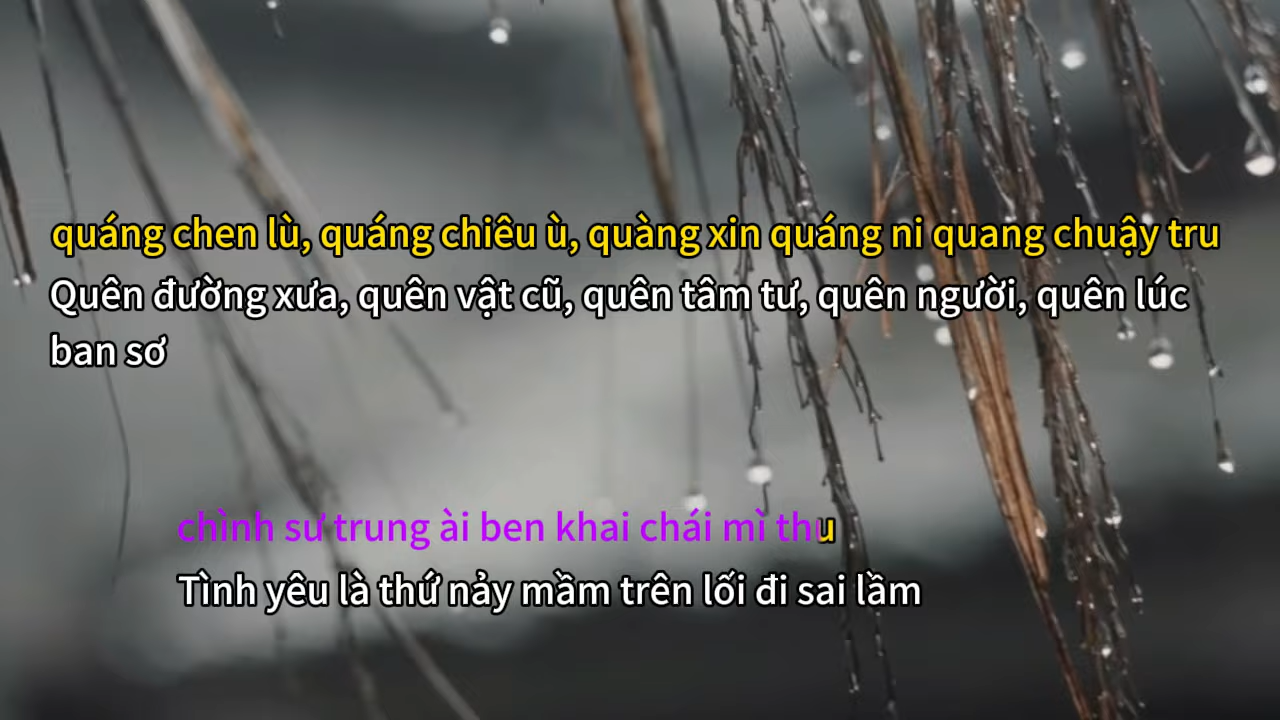 quáng chen lù, quáng chiêu ù, quàng xin quáng ni quang chuậy tru
Quên đường xưa, quên vật cũ, quên tâm tư, quên người, quên lúc
ban sơ
chình sư trung ài ben khai chái mì thu
Tình yêu là thứ nảy mầm trên lối đi sai lầm